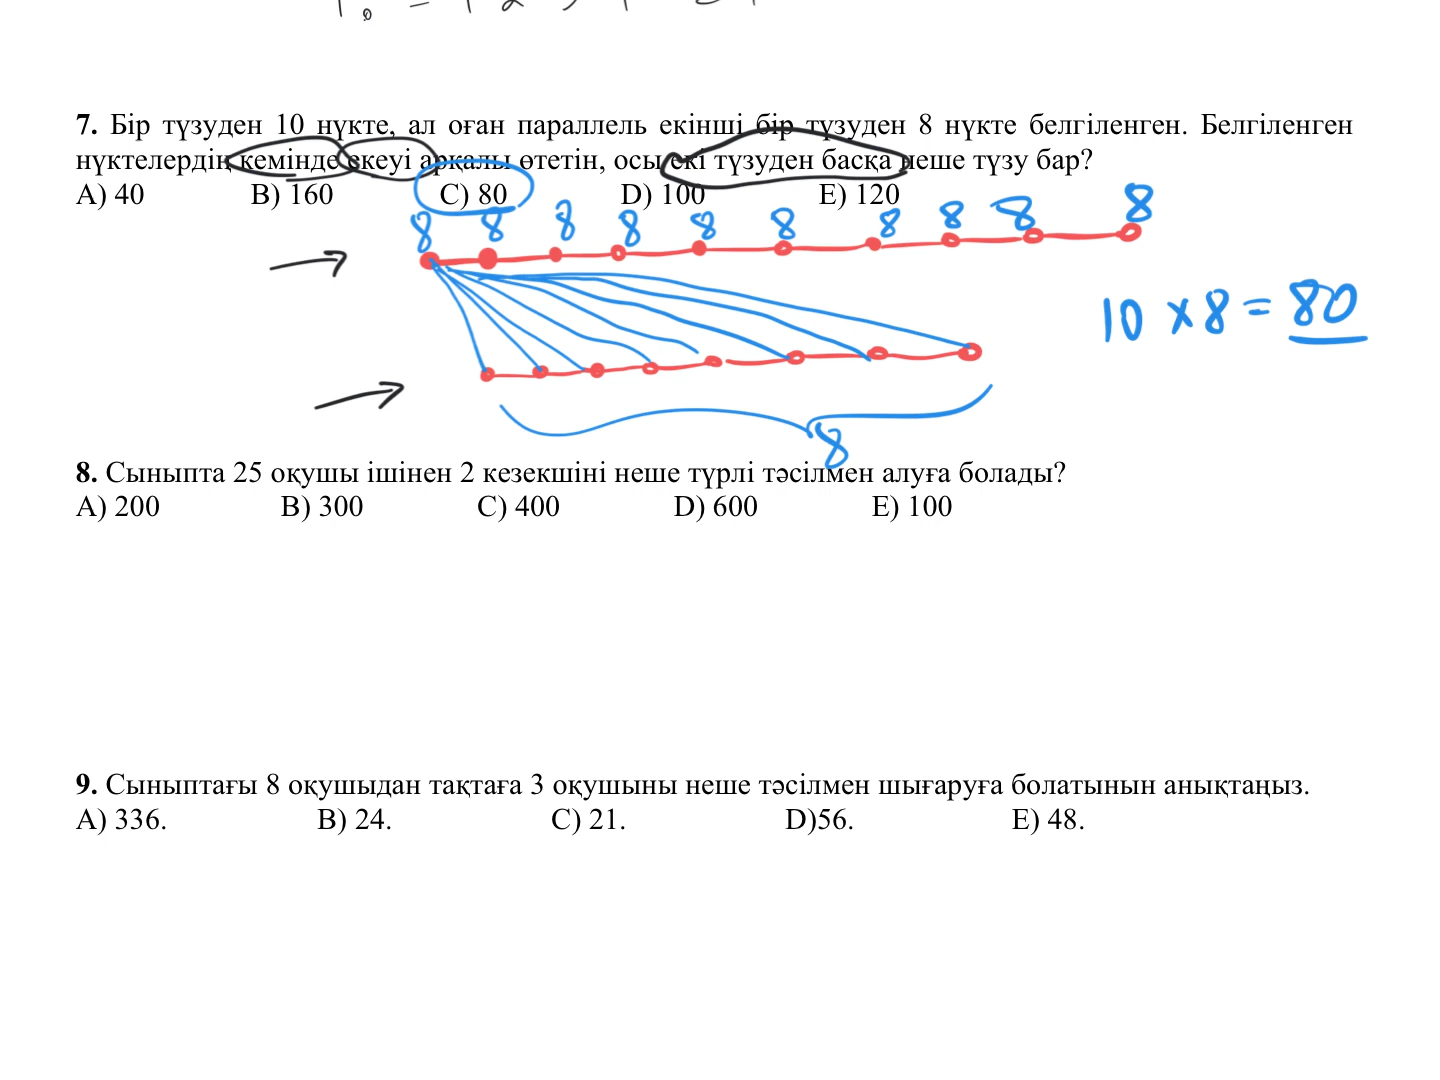 7. Бір түзуден 10 нүкте, ал оған параллель екінші бір түзуден 8 нүкте белгіленген. Белгіленген
нүктелердің кемінде екеуі арқалы өтетін, осы екі түзуден басқа неше түзу бар?
A) 40 B) 160 C) 80 D) 100 E) 120
8 8 8 8 8 8 8 8 8 8
10 × 8 = 80
8
8. Сыныпта 25 оқушы ішінен 2 кезекшіні неше түрлі тәсілмен алуға болады?
A) 200 B) 300 C) 400 D) 600 E) 100
9. Сыныптағы 8 оқушыдан тақтаға 3 оқушыны неше тәсілмен шығаруға болатынын анықтаңыз.
A) 336. B) 24. C) 21. D)56. E) 48.